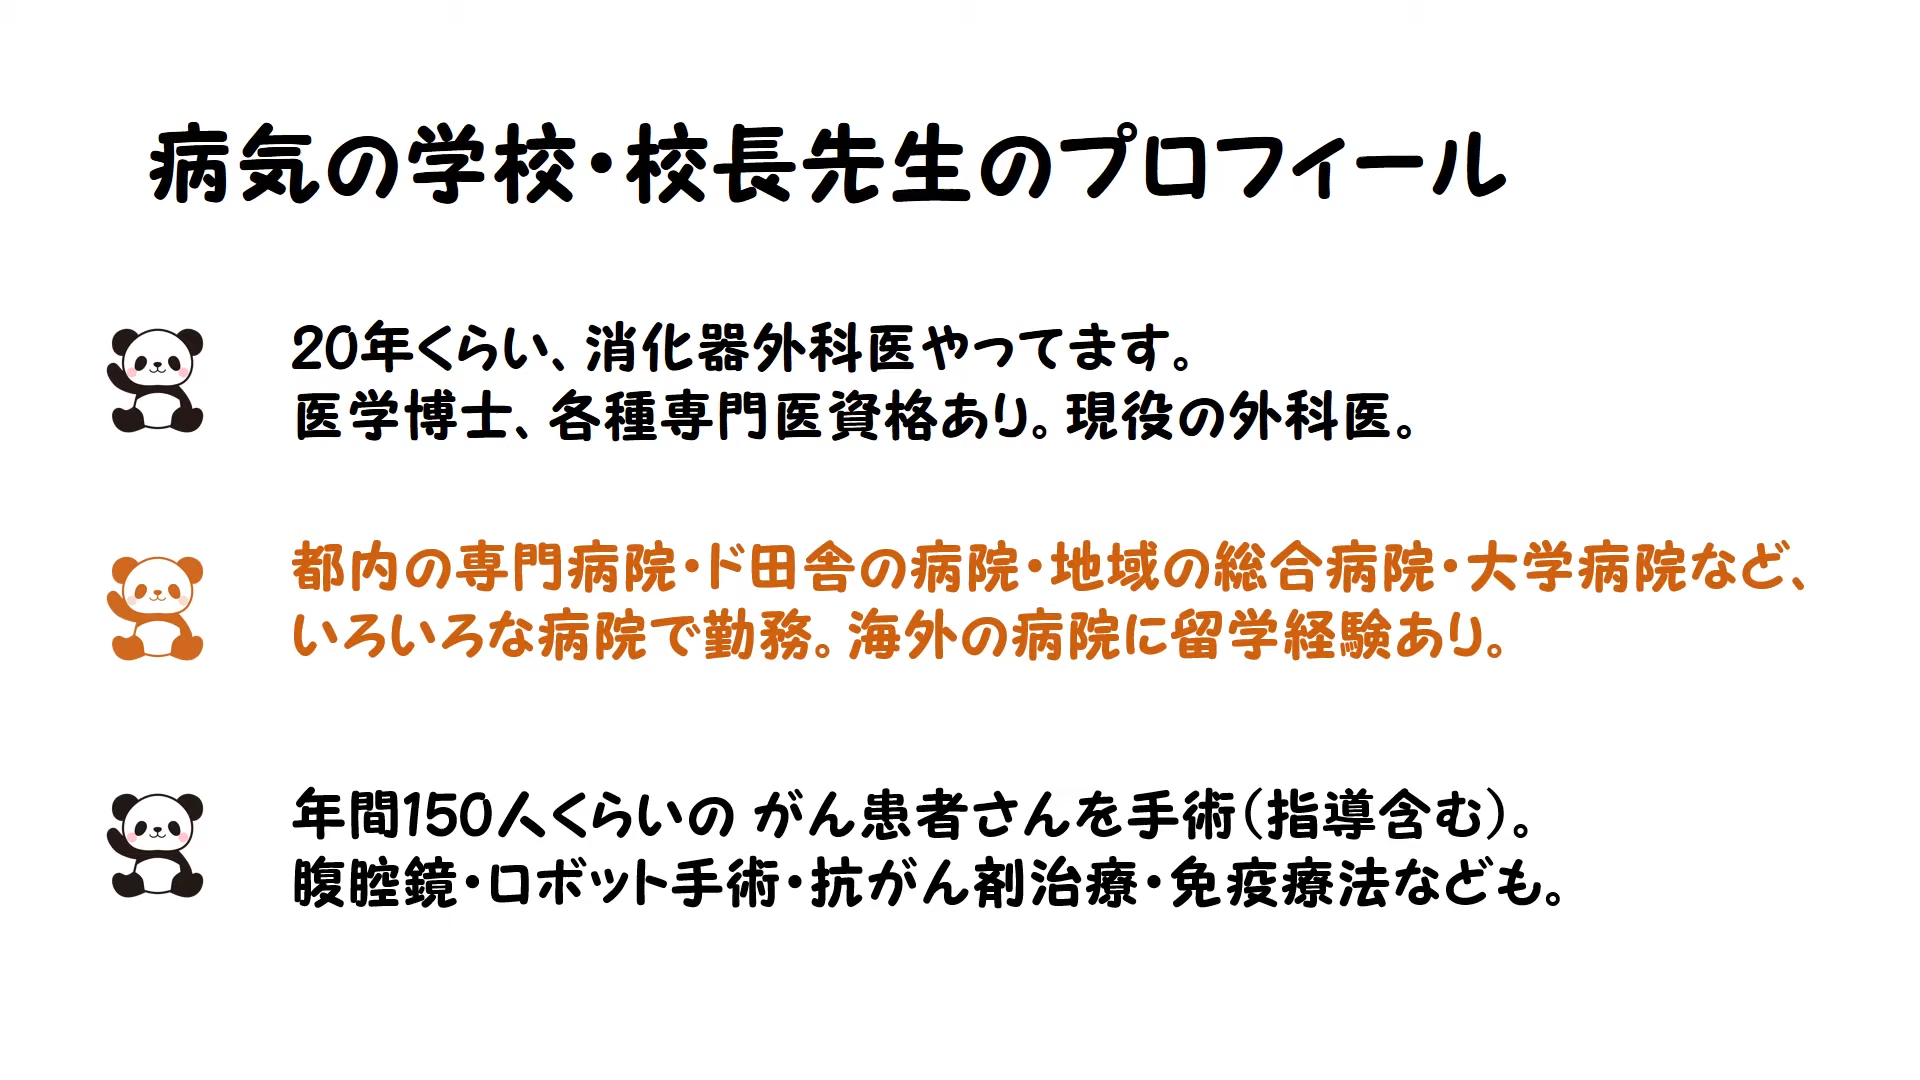 病気の学校・校長先生のプロフィール
20年くらい、消化器外科医やってます。
医学博士、各種専門医資格あり。現役の外科医。
都内の専門病院・ド田舎の病院・地域の総合病院・大学病院など、
いろいろな病院で勤務。海外の病院に留学経験あり。
年間150人くらいの がん患者さんを手術(指導含む)。
腹腔鏡・ロボット手術・抗がん剤治療・免疫療法なども。